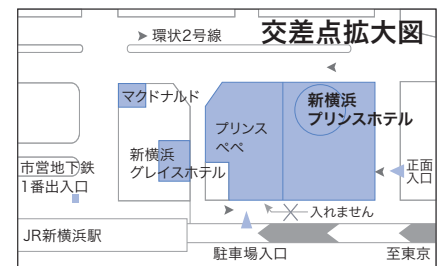 交差点拡大図
環状2号線
マクドナルド
新横浜
プリンスホテル
プリンス
ペペ
新横浜
グレイスホテル
市営地下鉄
1番出入口
正面
入口
入れません
JR新横浜駅
駐車場入口
至東京